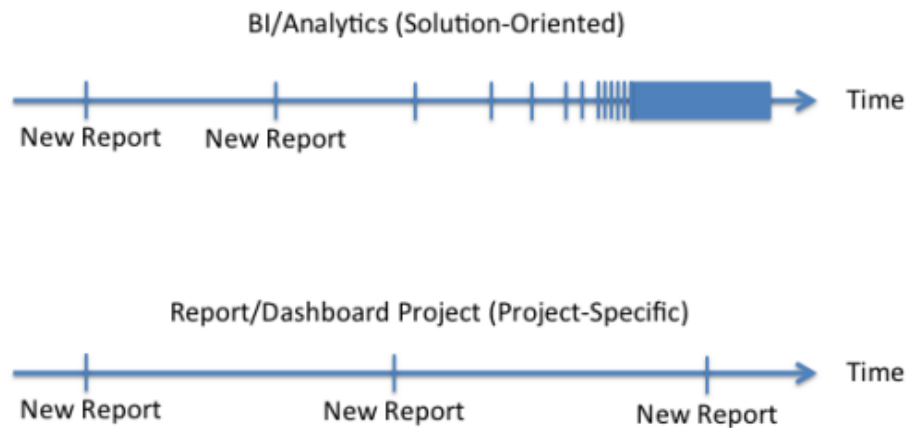 BI/Analytics (Solution-Oriented)
Time
New Report
New Report
Report/Dashboard Project (Project-Specific)
Time
New Report
New Report
New Report